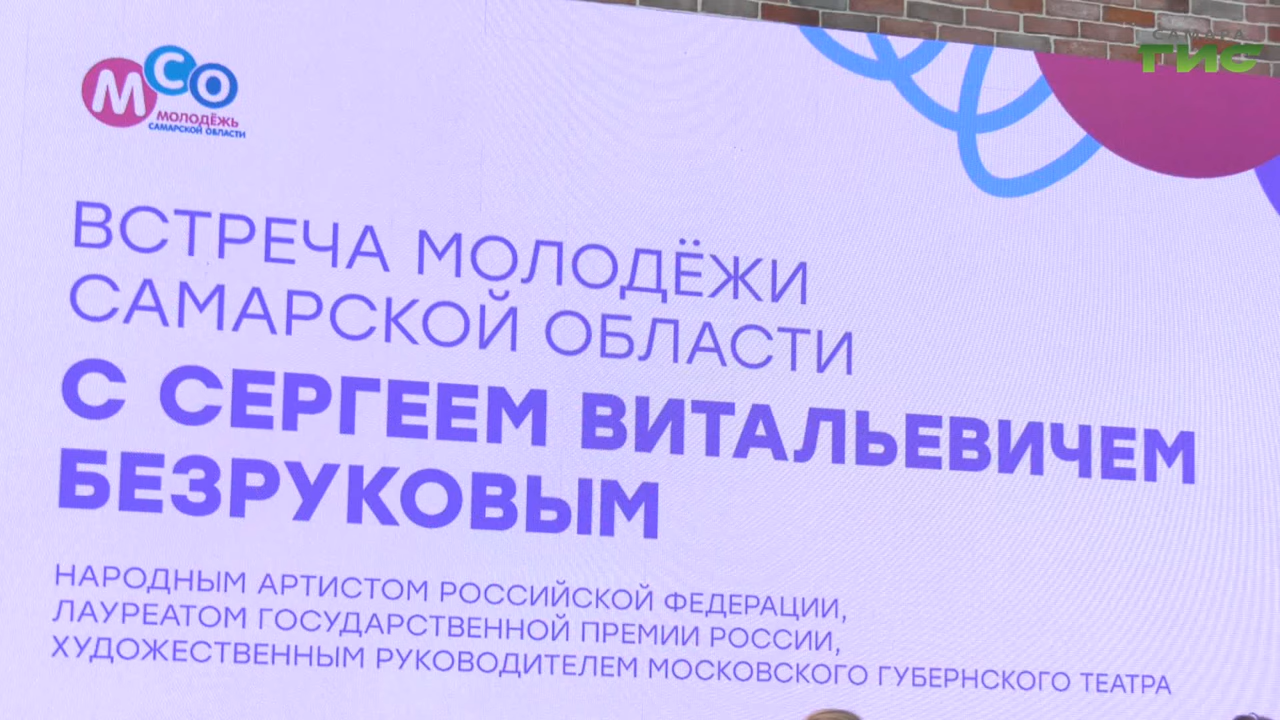 САМАРА
ГИС
МСО
МОЛОДЁЖЬ
САМАРСКОЙ ОБЛАСТИ
ВСТРЕЧА МОЛОДЁЖИ
САМАРСКОЙ ОБЛАСТИ
С СЕРГЕЕМ ВИТАЛЬЕВИЧЕМ
БЕЗРУКОВЫМ
НАРОДНЫМ АРТИСТОМ РОССИЙСКОЙ ФЕДЕРАЦИИ,
ЛАУРЕАТОМ ГОСУДАРСТВЕННОЙ ПРЕМИИ РОССИИ,
ХУДОЖЕСТВЕННЫМ РУКОВОДИТЕЛЕМ МОСКОВСКОГО ГУБЕРНСКОГО ТЕАТРА